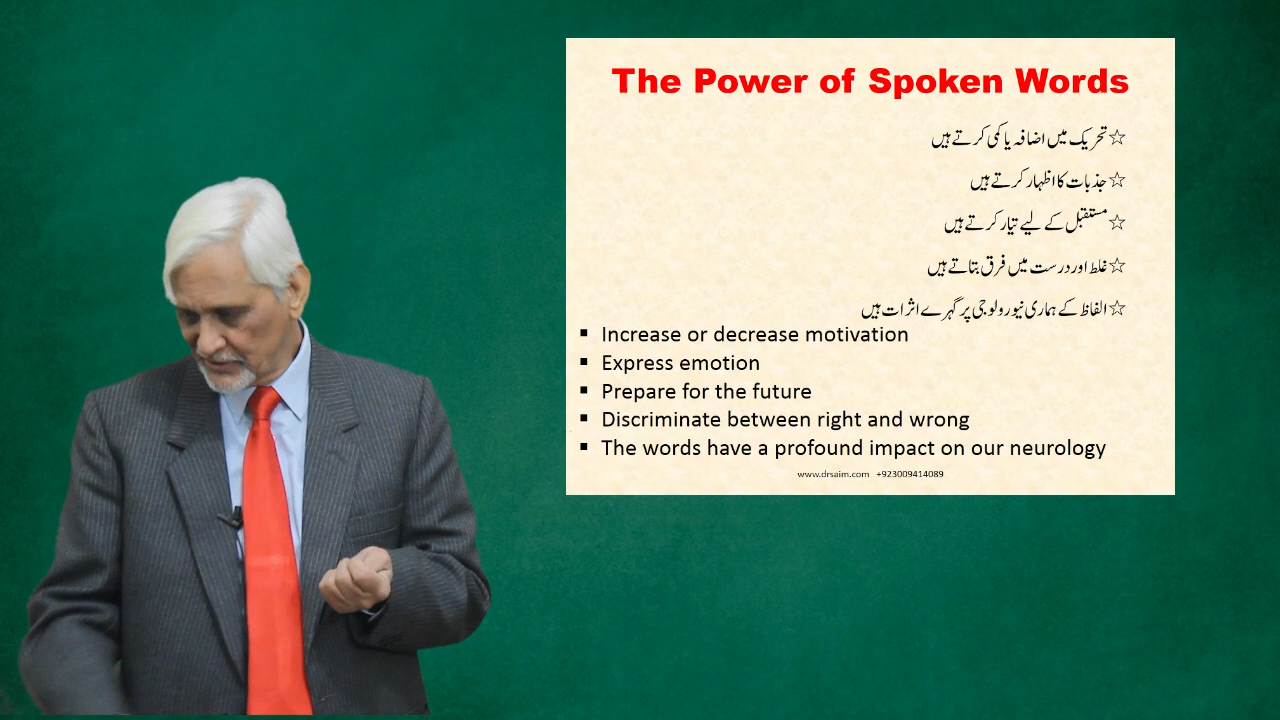 The Power of Spoken Words
☆تحریک میں اضافہ یا کمی کرتے ہیں
☆جذبات کا اظہار کرتے ہیں
☆مستقبل کے لیے تیار کرتے ہیں
☆غلط اور درست میں فرق بتاتے ہیں
☆الفاظ کے ہماری نیورولوجی پر گہرے اثرات ہیں
▪ Increase or decrease motivation
▪ Express emotion
▪ Prepare for the future
▪ Discriminate between right and wrong
▪ The words have a profound impact on our neurology
www.drsaim.com +923009414089